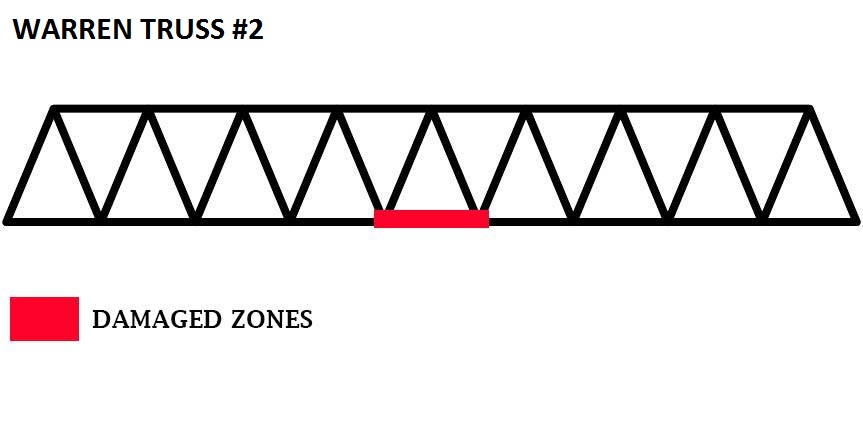 WARREN TRUSS #2
DAMAGED ZONES